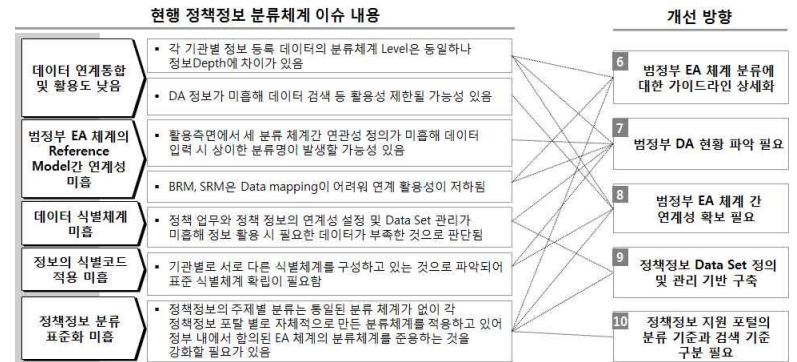 현행 정책정보 분류체계 이슈 내용
개선 방향
데이터 연계통합
및 활용도 낮음
▪ 각 기관별 정보 등록 데이터의 분류체계 Level은 동일하나
정보Depth에 차이가 있음
▪ DA 정보가 미흡해 데이터 검색 등 활용성 제한될 가능성 있음
범정부 EA 체계의
Reference
Model간 연계성
미흡
▪ 활용측면에서 세 분류 체계간 연관성 정의가 미흡해 데이터
입력 시 상이한 분류명이 발생할 가능성 있음
▪ BRM, SRM은 Data mapping이 어려워 연계 활용성이 저하됨
데이터 식별체계
미흡
▪ 정책 업무와 정책 정보의 연계성 설정 및 Data Set 관리가
미흡해 정보 활용 시 필요한 데이터가 부족한 것으로 판단됨
정보의 식별코드
적용 미흡
▪ 기관별로 서로 다른 식별체계를 구성하고 있는 것으로 파악되어
표준 식별체계 확립이 필요함
정책정보 분류
표준화 미흡
▪ 정책정보의 주제별 분류는 통일된 분류 체계가 없이 각
정책정보 포탈 별로 자체적으로 만든 분류체계를 적용하고 있어
정부 내에서 합의된 EA 체계의 분류체계를 준용하는 것을
강화할 필요가 있음
6
범정부 EA 체계 분류에
대한 가이드라인 상세화
7
범정부 DA 현황 파악 필요
8
범정부 EA 체계 간
연계성 확보 필요
9
정책정보 Data Set 정의
및 관리 기반 구축
10
정책정보 지원 포털의
분류 기준과 검색 기준
구분 필요